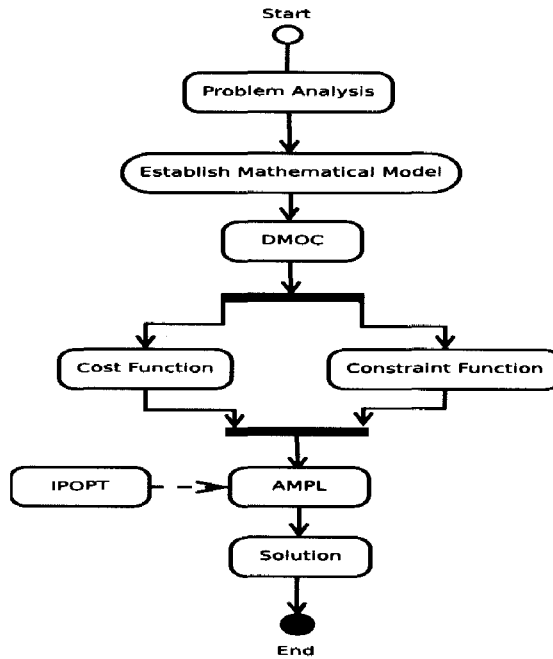 Start
Problem Analysis
Establish Mathematical Model
DMOC
Cost Function
Constraint Function
IPOPT
AMPL
Solution
End